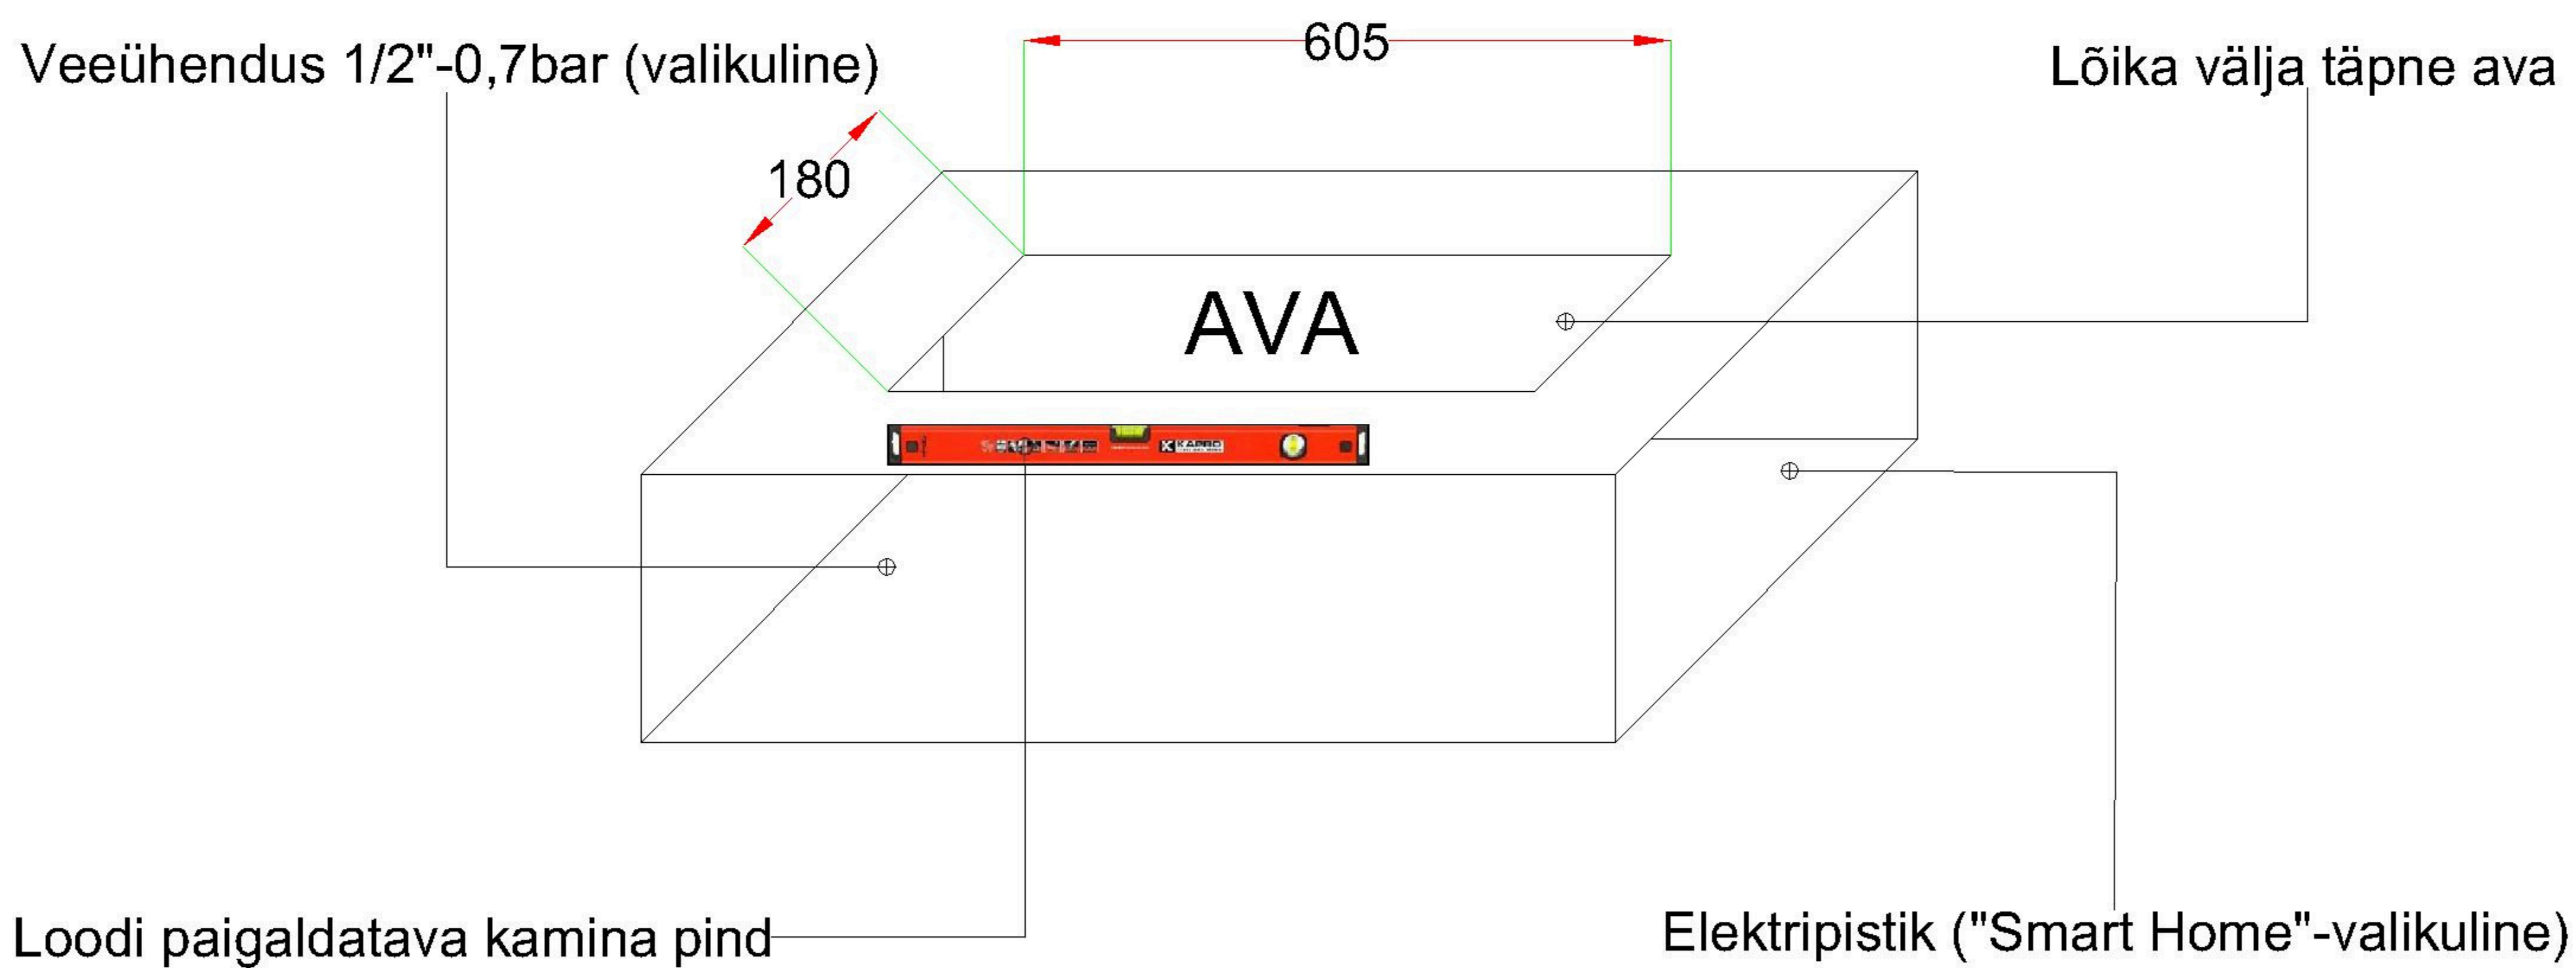 Veeühendus 1/2"-0,7bar (valikuline)
605
Lõika välja täpne ava
180
AVA
KAPRO
Loodi paigaldatava kamina pind
Elektripistik ("Smart Home"-valikuline)